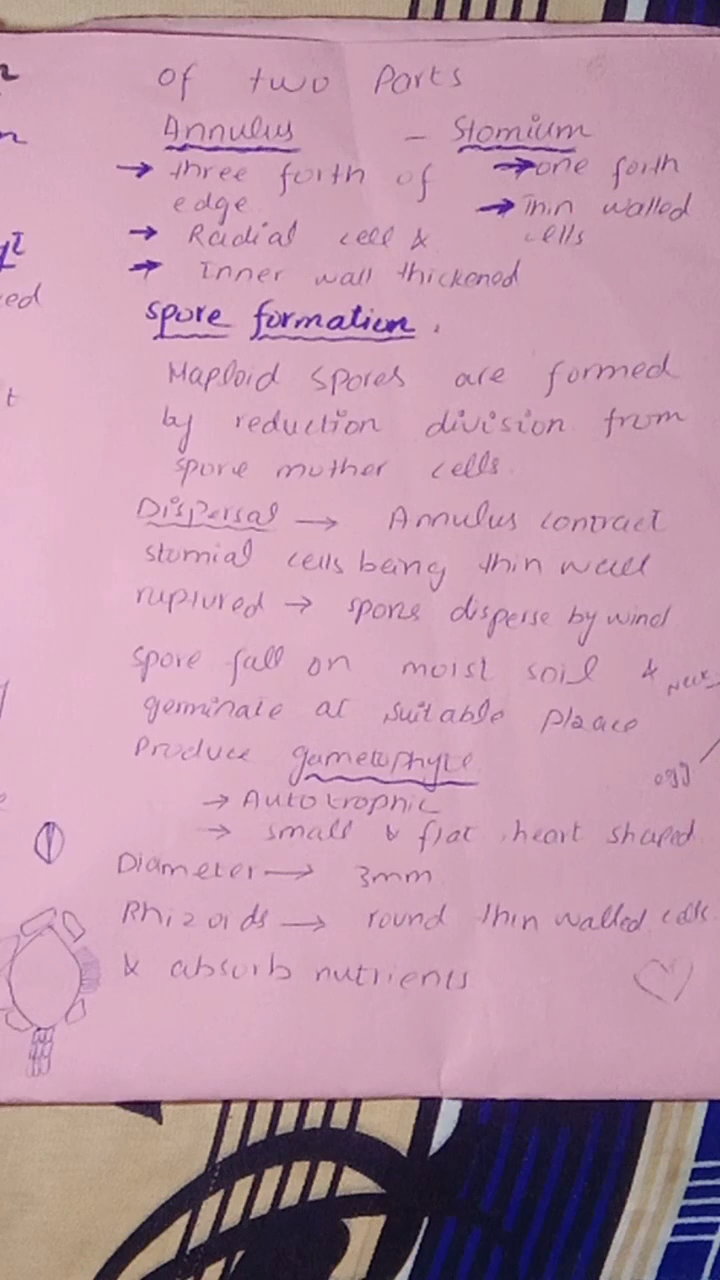 of two Parts
Annulus - Stomium
→ three forth of → one forth
edge → Thin walled
→ Radial cell & cells
→ Inner wall thickened
Spore formation.
Haploid spores are formed
by reduction division from
spore mother cells.
Dispersal → Annulus contract
stomial cells being thin wall
ruptured → spores disperse by wind
Spore fall on moist soil &
germinate at suitable plaace
Produce gametophyte
→ Autotrophic
→ small & flat heart shaped
Diameter → 3mm
Rhizoids → round thin walled cells
& absorb nutrients